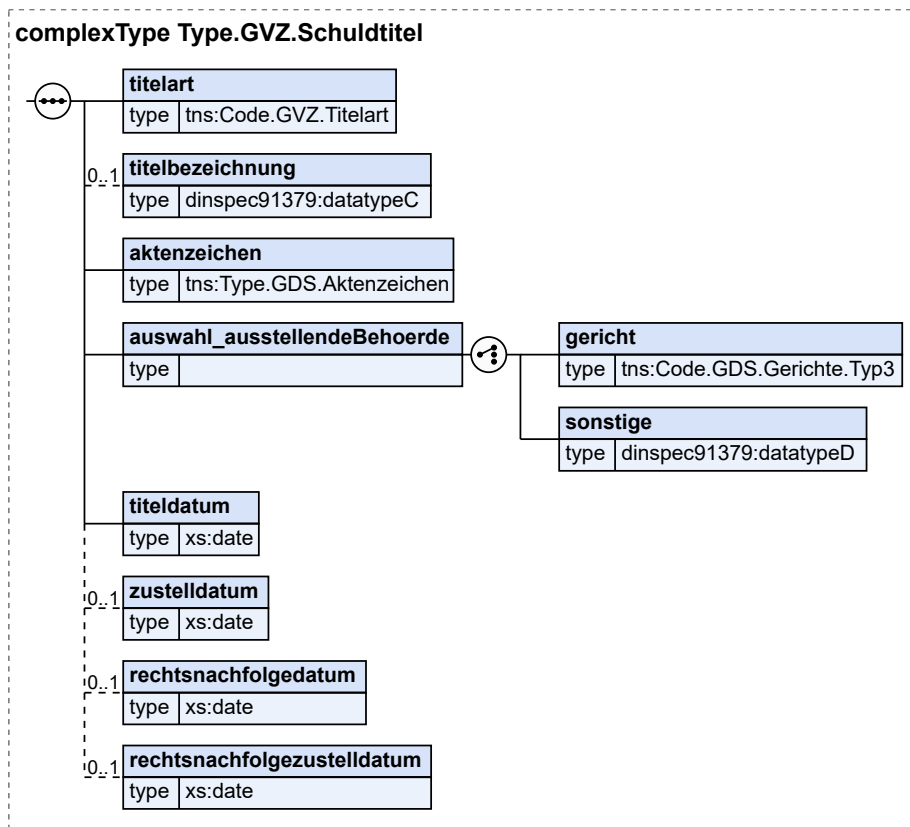 complexType Type.GVZ.Schuldtitel
titelart
type tns:Code.GVZ.Titelart
0..1
titelbezeichnung
type dinspec91379:datatypeC
aktenzeichen
type tns:Type.GDS.Aktenzeichen
auswahl_ausstellendeBehoerde
type
gericht
type tns:Code.GDS.Gerichte.Typ3
sonstige
type dinspec91379:datatypeD
titeldatum
type xs:date
0..1
zustelldatum
type xs:date
0..1
rechtsnachfolgedatum
type xs:date
0..1
rechtsnachfolgezustelldatum
type xs:date